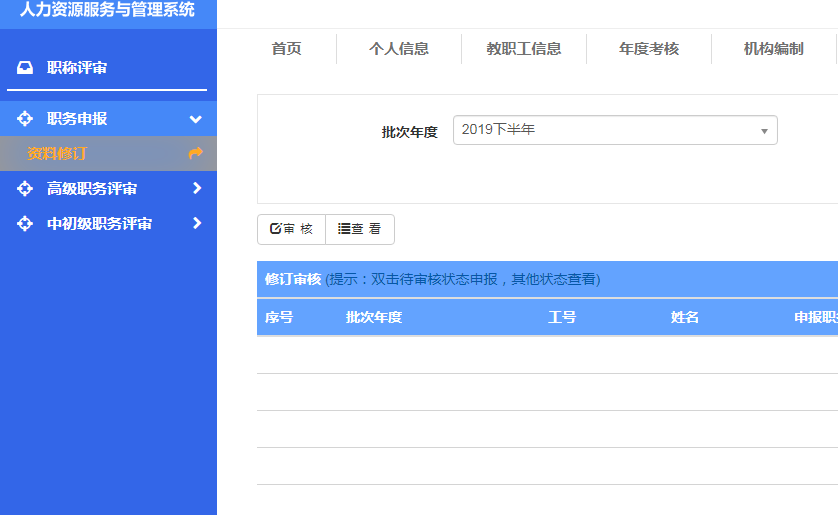 人力资源服务与管理系统
职称评审
职务申报
资料修订
高级职务评审
中初级职务评审
首页 个人信息 教职工信息 年度考核 机构编制
批次年度 2019下半年
审 核 查 看
修订审核 (提示：双击待审核状态申报，其他状态查看)
序号 批次年度 工号 姓名 申报职